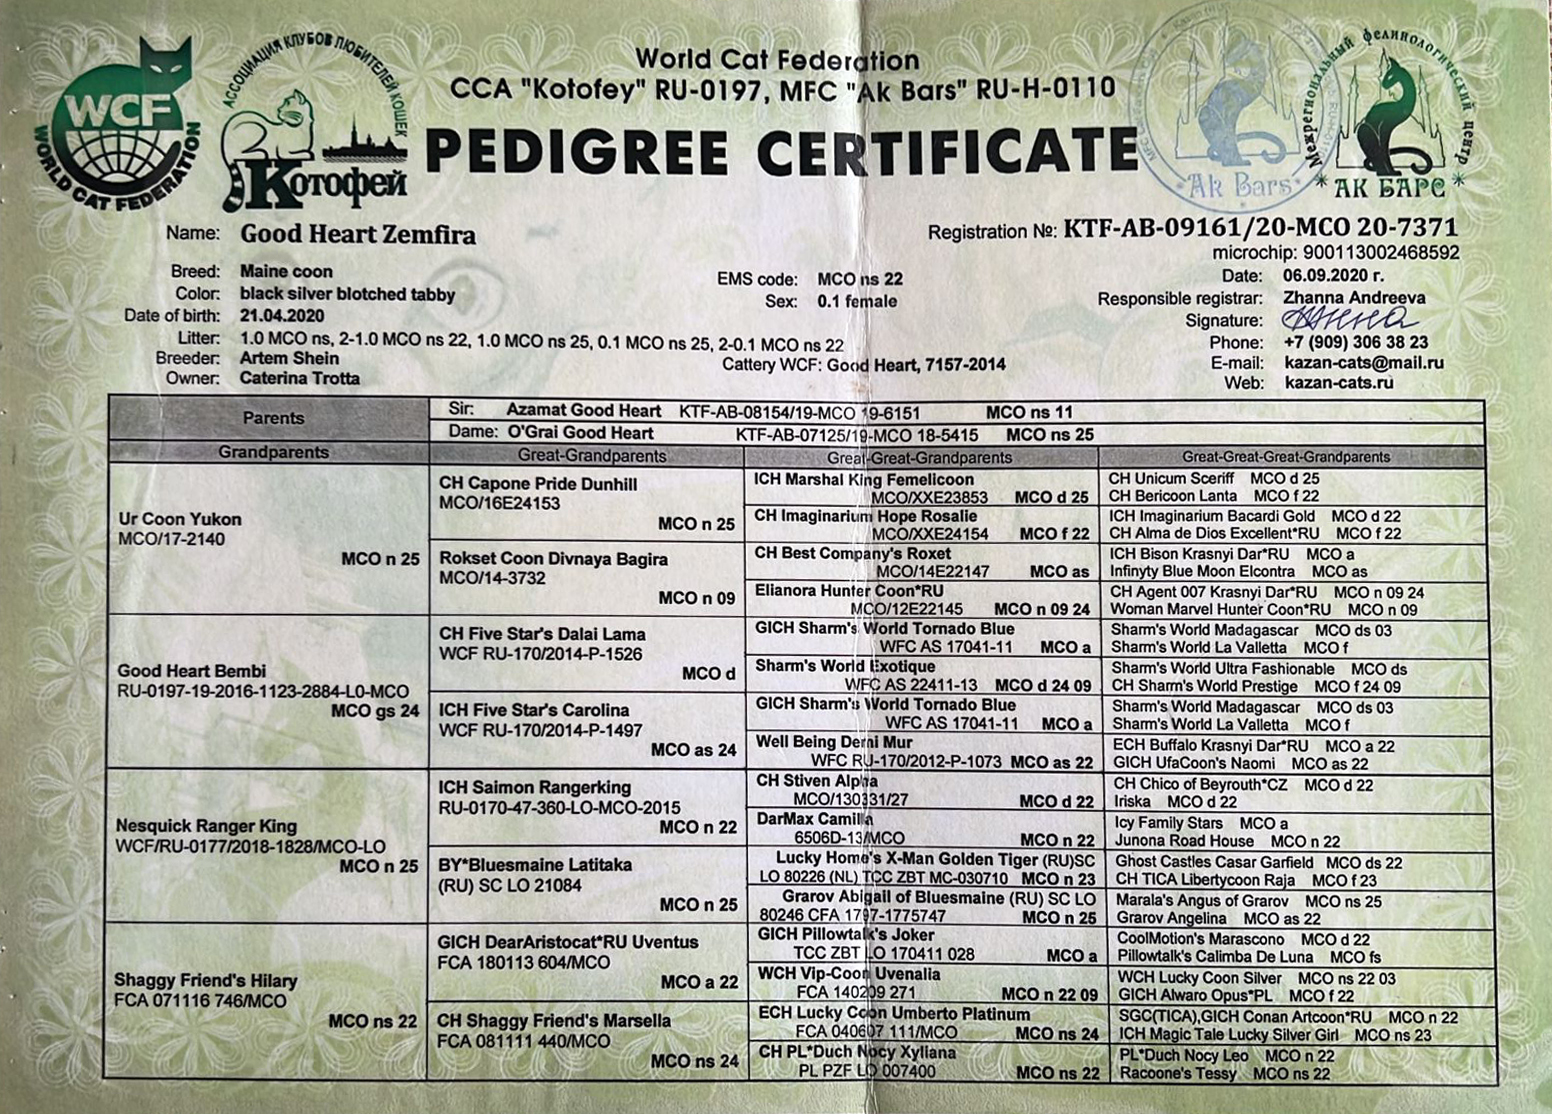 World Cat Federation
CCA "Kotofey" RU-0197, MFC "Ak Bars" RU-H-0110
PEDIGREE CERTIFICATE
WCF
WORLD CAT FEDERATION
АССОЦИАЦИЯ КЛУБОВ ЛЮБИТЕЛЕЙ КОШЕК
Котофей
Ak Bars
Межрегиональный фелинологический центр
* АК БАРС *
Name: Good Heart Zemfira
Registration №: KTF-AB-09161/20-MCO 20-7371
microchip: 900113002468592
Breed: Maine coon
EMS code: MCO ns 22
Date: 06.09.2020 г.
Color: black silver blotched tabby
Sex: 0.1 female
Responsible registrar: Zhanna Andreeva
Date of birth: 21.04.2020
Signature:
Litter: 1.0 MCO ns, 2-1.0 MCO ns 22, 1.0 MCO ns 25, 0.1 MCO ns 25, 2-0.1 MCO ns 22
Phone: +7 (909) 306 38 23
Breeder: Artem Shein
Cattery WCF: Good Heart, 7157-2014
E-mail: kazan-cats@mail.ru
Owner: Caterina Trotta
Web: kazan-cats.ru
Parents
Sir: Azamat Good Heart KTF-AB-08154/19-MCO 19-6151 MCO ns 11
Dame: O'Grai Good Heart KTF-AB-07125/19-MCO 18-5415 MCO ns 25
Grandparents
Great-Grandparents
Great-Great-Grandparents
Great-Great-Great-Grandparents
Ur Coon Yukon
MCO/17-2140
MCO n 25
Good Heart Bembi
RU-0197-19-2016-1123-2884-L0-MCO
MCO gs 24
Nesquick Ranger King
WCF/RU-0177/2018-1828/MCO-LO
MCO n 25
Shaggy Friend's Hilary
FCA 071116 746/MCO
MCO ns 22
CH Capone Pride Dunhill
MCO/16E24153
MCO n 25
Rokset Coon Divnaya Bagira
MCO/14-3732
MCO n 09
CH Five Star's Dalai Lama
WCF RU-170/2014-P-1526
MCO d
ICH Five Star's Carolina
WCF RU-170/2014-P-1497
MCO as 24
ICH Saimon Rangerking
RU-0170-47-360-LO-MCO-2015
MCO n 22
BY*Bluesmaine Latitaka
(RU) SC LO 21084
MCO n 25
GICH DearAristocat*RU Uventus
FCA 180113 604/MCO
MCO a 22
CH Shaggy Friend's Marsella
FCA 081111 440/MCO
MCO ns 24
ICH Marshal King Femelicoon
MCO/XXE23853 MCO d 25
CH Imaginarium Hope Rosalie
MCO/XXE24154 MCO f 22
CH Best Company's Roxet
MCO/14E22147 MCO as
Elianora Hunter Coon*RU
MCO/12E22145 MCO n 09 24
GICH Sharm's World Tornado Blue
WFC AS 17041-11 MCO a
Sharm's World Exotique
WFC AS 22411-13 MCO d 24 09
GICH Sharm's World Tornado Blue
WFC AS 17041-11 MCO a
Well Being Demi Mur
WFC RU-170/2012-P-1073 MCO as 22
CH Stiven Alpha
MCO/130331/27 MCO d 22
DarMax Camilla
6506D-13/MCO MCO n 22
Lucky Home's X-Man Golden Tiger (RU)SC
LO 80226 (NL) TCC ZBT MC-030710 MCO n 23
Grarov Abigail of Bluesmaine (RU) SC LO
80246 CFA 1797-1775747 MCO n 25
GICH Pillowtalk's Joker
TCC ZBT LO 170411 028 MCO a
WCH Vip-Coon Uvenalia
FCA 140209 271 MCO n 22 09
ECH Lucky Coon Umberto Platinum
FCA 040607 111/MCO MCO ns 24
CH PL*Duch Nocy Xyliana
PL PZF LO 007400 MCO ns 22
CH Unicum Sceriff MCO d 25
CH Bericoon Lanta MCO f 22
ICH Imaginarium Bacardi Gold MCO d 22
CH Alma de Dios Excellent*RU MCO f 22
ICH Bison Krasnyi Dar*RU MCO a
Infinyty Blue Moon Elcontra MCO as
CH Agent 007 Krasnyi Dar*RU MCO n 09 24
Woman Marvel Hunter Coon*RU MCO n 09
Sharm's World Madagascar MCO ds 03
Sharm's World La Valletta MCO f
Sharm's World Ultra Fashionable MCO ds
CH Sharm's World Prestige MCO f 24 09
Sharm's World Madagascar MCO ds 03
Sharm's World La Valletta MCO f
ECH Buffalo Krasnyi Dar*RU MCO a 22
GICH UfaCoon's Naomi MCO as 22
CH Chico of Beyrouth*CZ MCO d 22
Iriska MCO d 22
Icy Family Stars MCO a
Junona Road House MCO n 22
Ghost Castles Casar Garfield MCO ds 22
CH TICA Libertycoon Raja MCO f 23
Marala's Angus of Grarov MCO ns 25
Grarov Angelina MCO as 22
CoolMotion's Marascono MCO d 22
Pillowtalk's Calimba De Luna MCO fs
WCH Lucky Coon Silver MCO ns 22 03
GICH Alwaro Opus*PL MCO f 22
SGC(TICA),GICH Conan Artcoon*RU MCO n 22
ICH Magic Tale Lucky Silver Girl MCO ns 23
PL*Duch Nocy Leo MCO n 22
Racoone's Tessy MCO ns 22